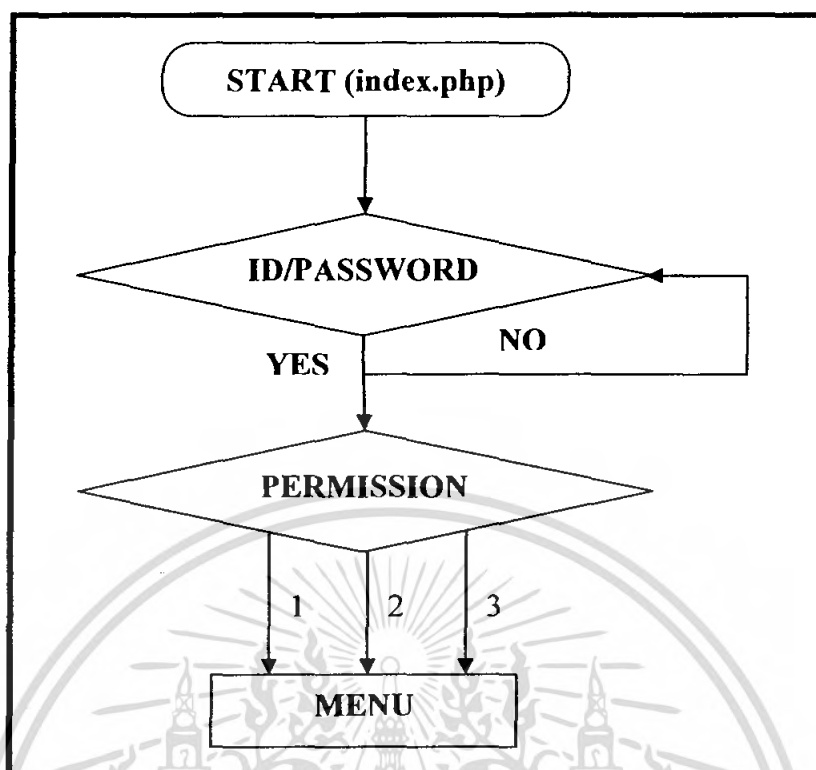 START (index.php)
ID/PASSWORD
NO
YES
PERMISSION
1 2 3
MENU